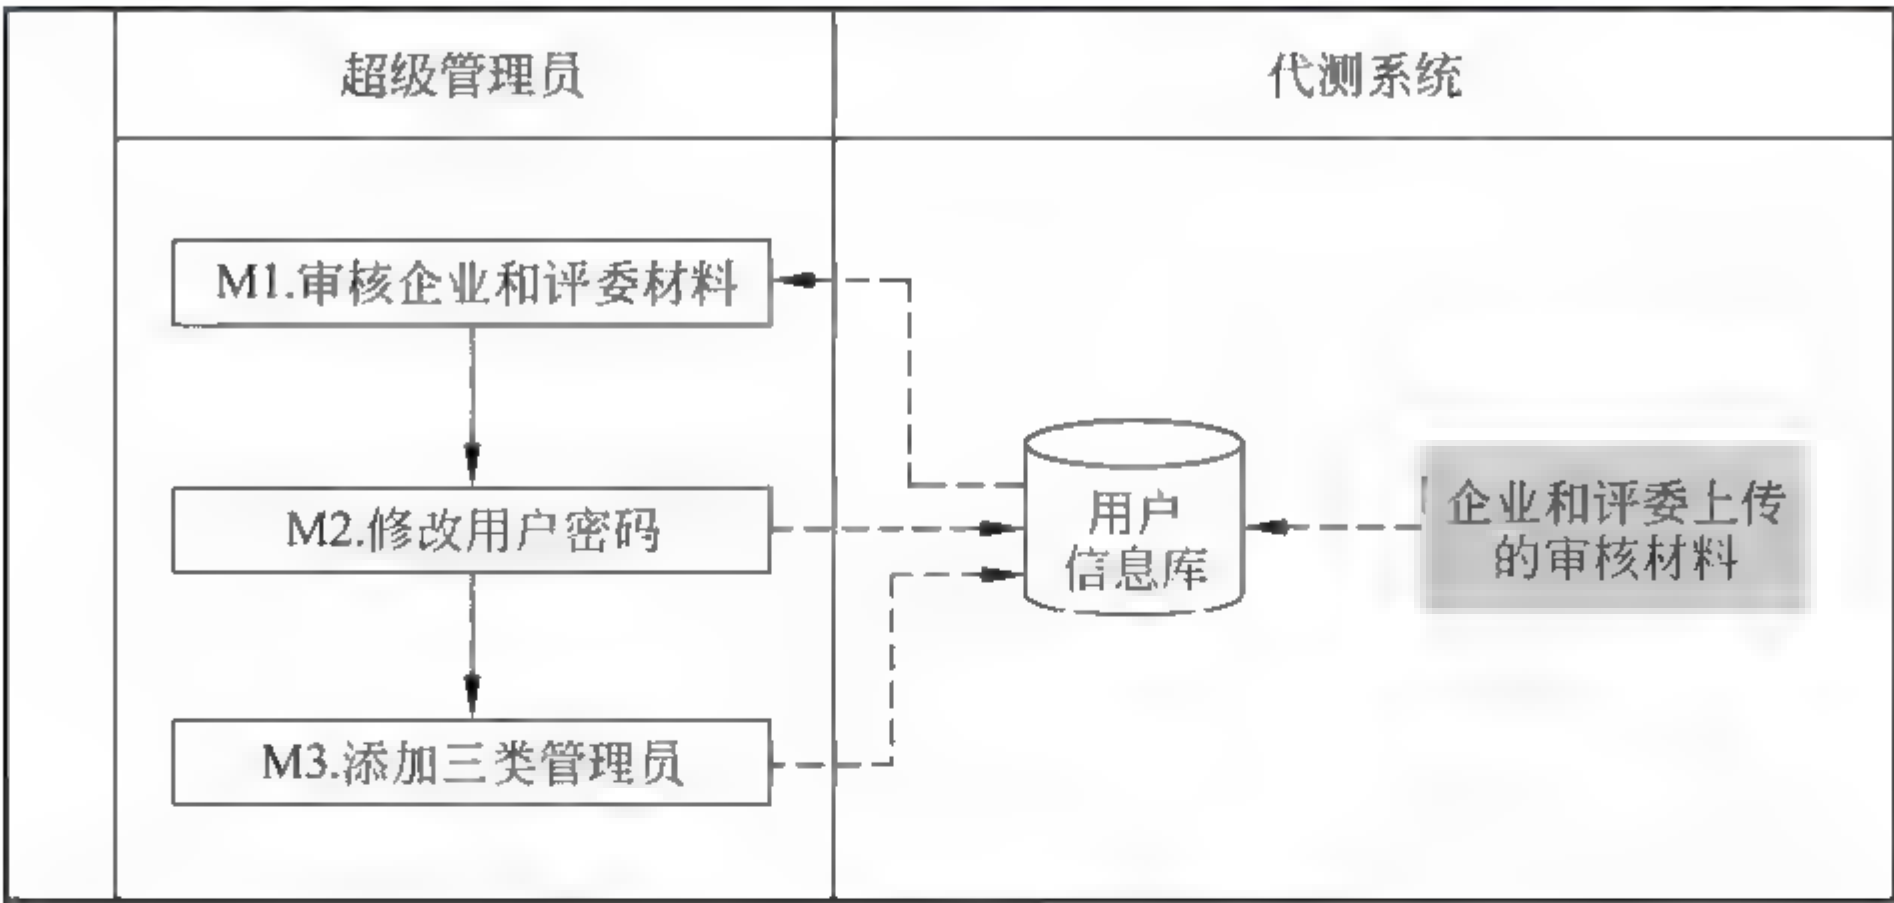 超级管理员
代测系统
M1.审核企业和评委材料
M2.修改用户密码
M3.添加三类管理员
用户
信息库
企业和评委上传
的审核材料